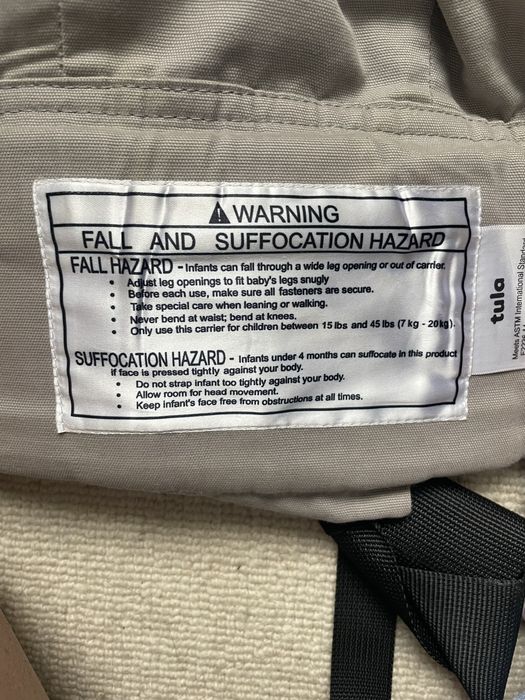 WARNING
FALL AND SUFFOCATION HAZARD
FALL HAZARD - Infants can fall through a wide leg opening or out of carrier.
• Adjust leg openings to fit baby's legs snugly
• Before each use, make sure all fasteners are secure.
• Take special care when leaning or walking.
• Never bend at waist; bend at knees.
• Only use this carrier for children between 15 lbs and 45 lbs (7 kg - 20 kg).
SUFFOCATION HAZARD - Infants under 4 months can suffocate in this product
if face is pressed tightly against your body.
• Do not strap infant too tightly against your body.
• Allow room for head movement.
• Keep infant's face free from obstructions at all times.
tula
Meets ASTM International